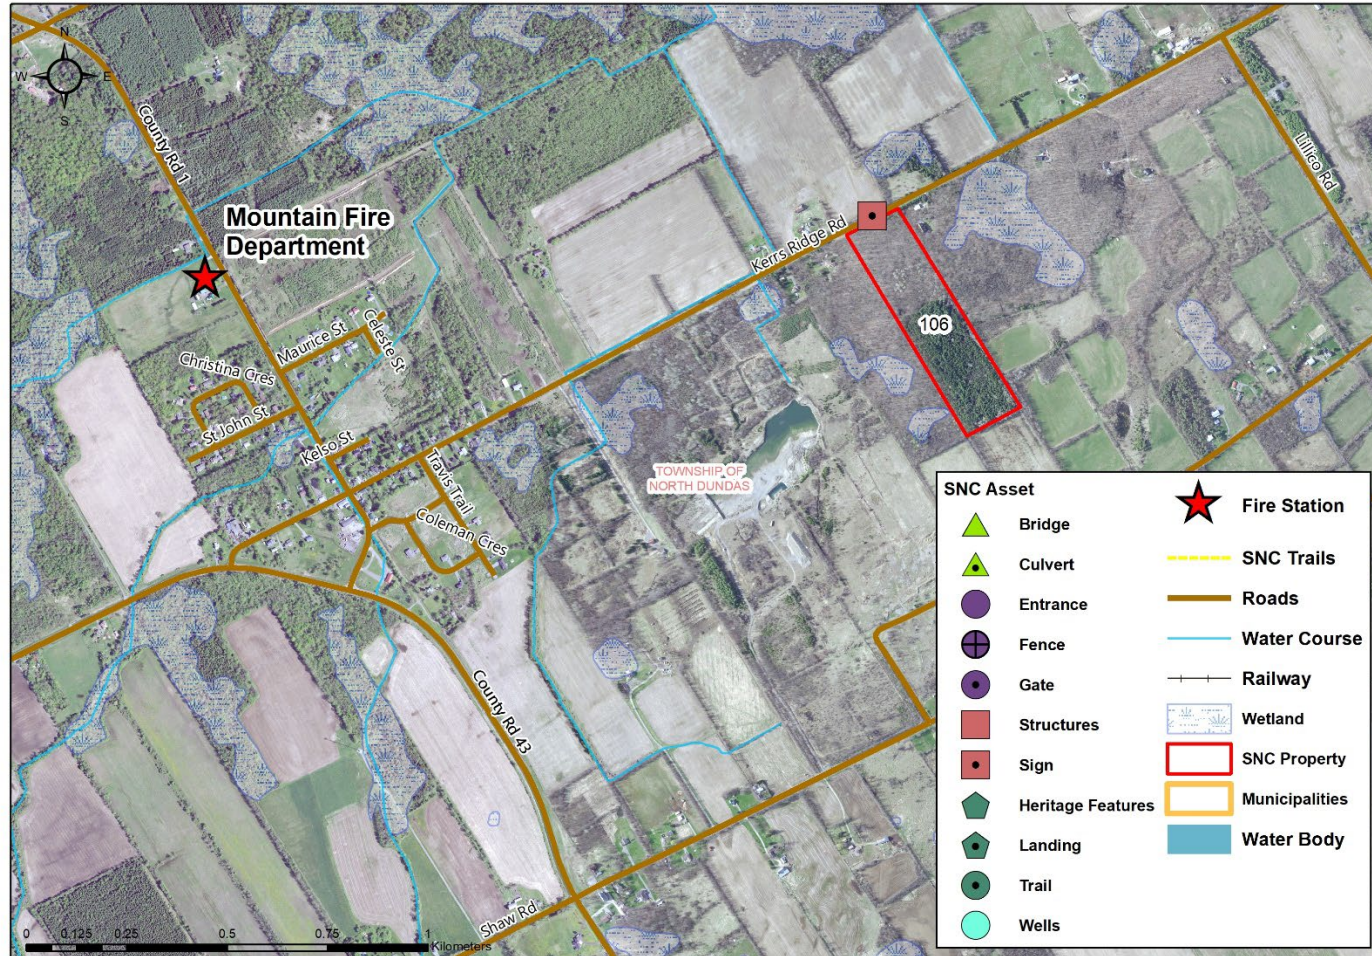 N
W
E
S
County Rd 1
Mountain Fire
Department
Kerrs Ridge Rd
Lillico Rd
106
Maurice St
Celeste St
Christina Cres
St John St
Kelso St
Travis Trail
Coleman Cres
TOWNSHIP OF
NORTH DUNDAS
County Rd 43
Shaw Rd
0 0.125 0.25 0.5 0.75 1
Kilometers
SNC Asset
Bridge
Culvert
Entrance
Fence
Gate
Structures
Sign
Heritage Features
Landing
Trail
Wells
Fire Station
SNC Trails
Roads
Water Course
Railway
Wetland
SNC Property
Municipalities
Water Body